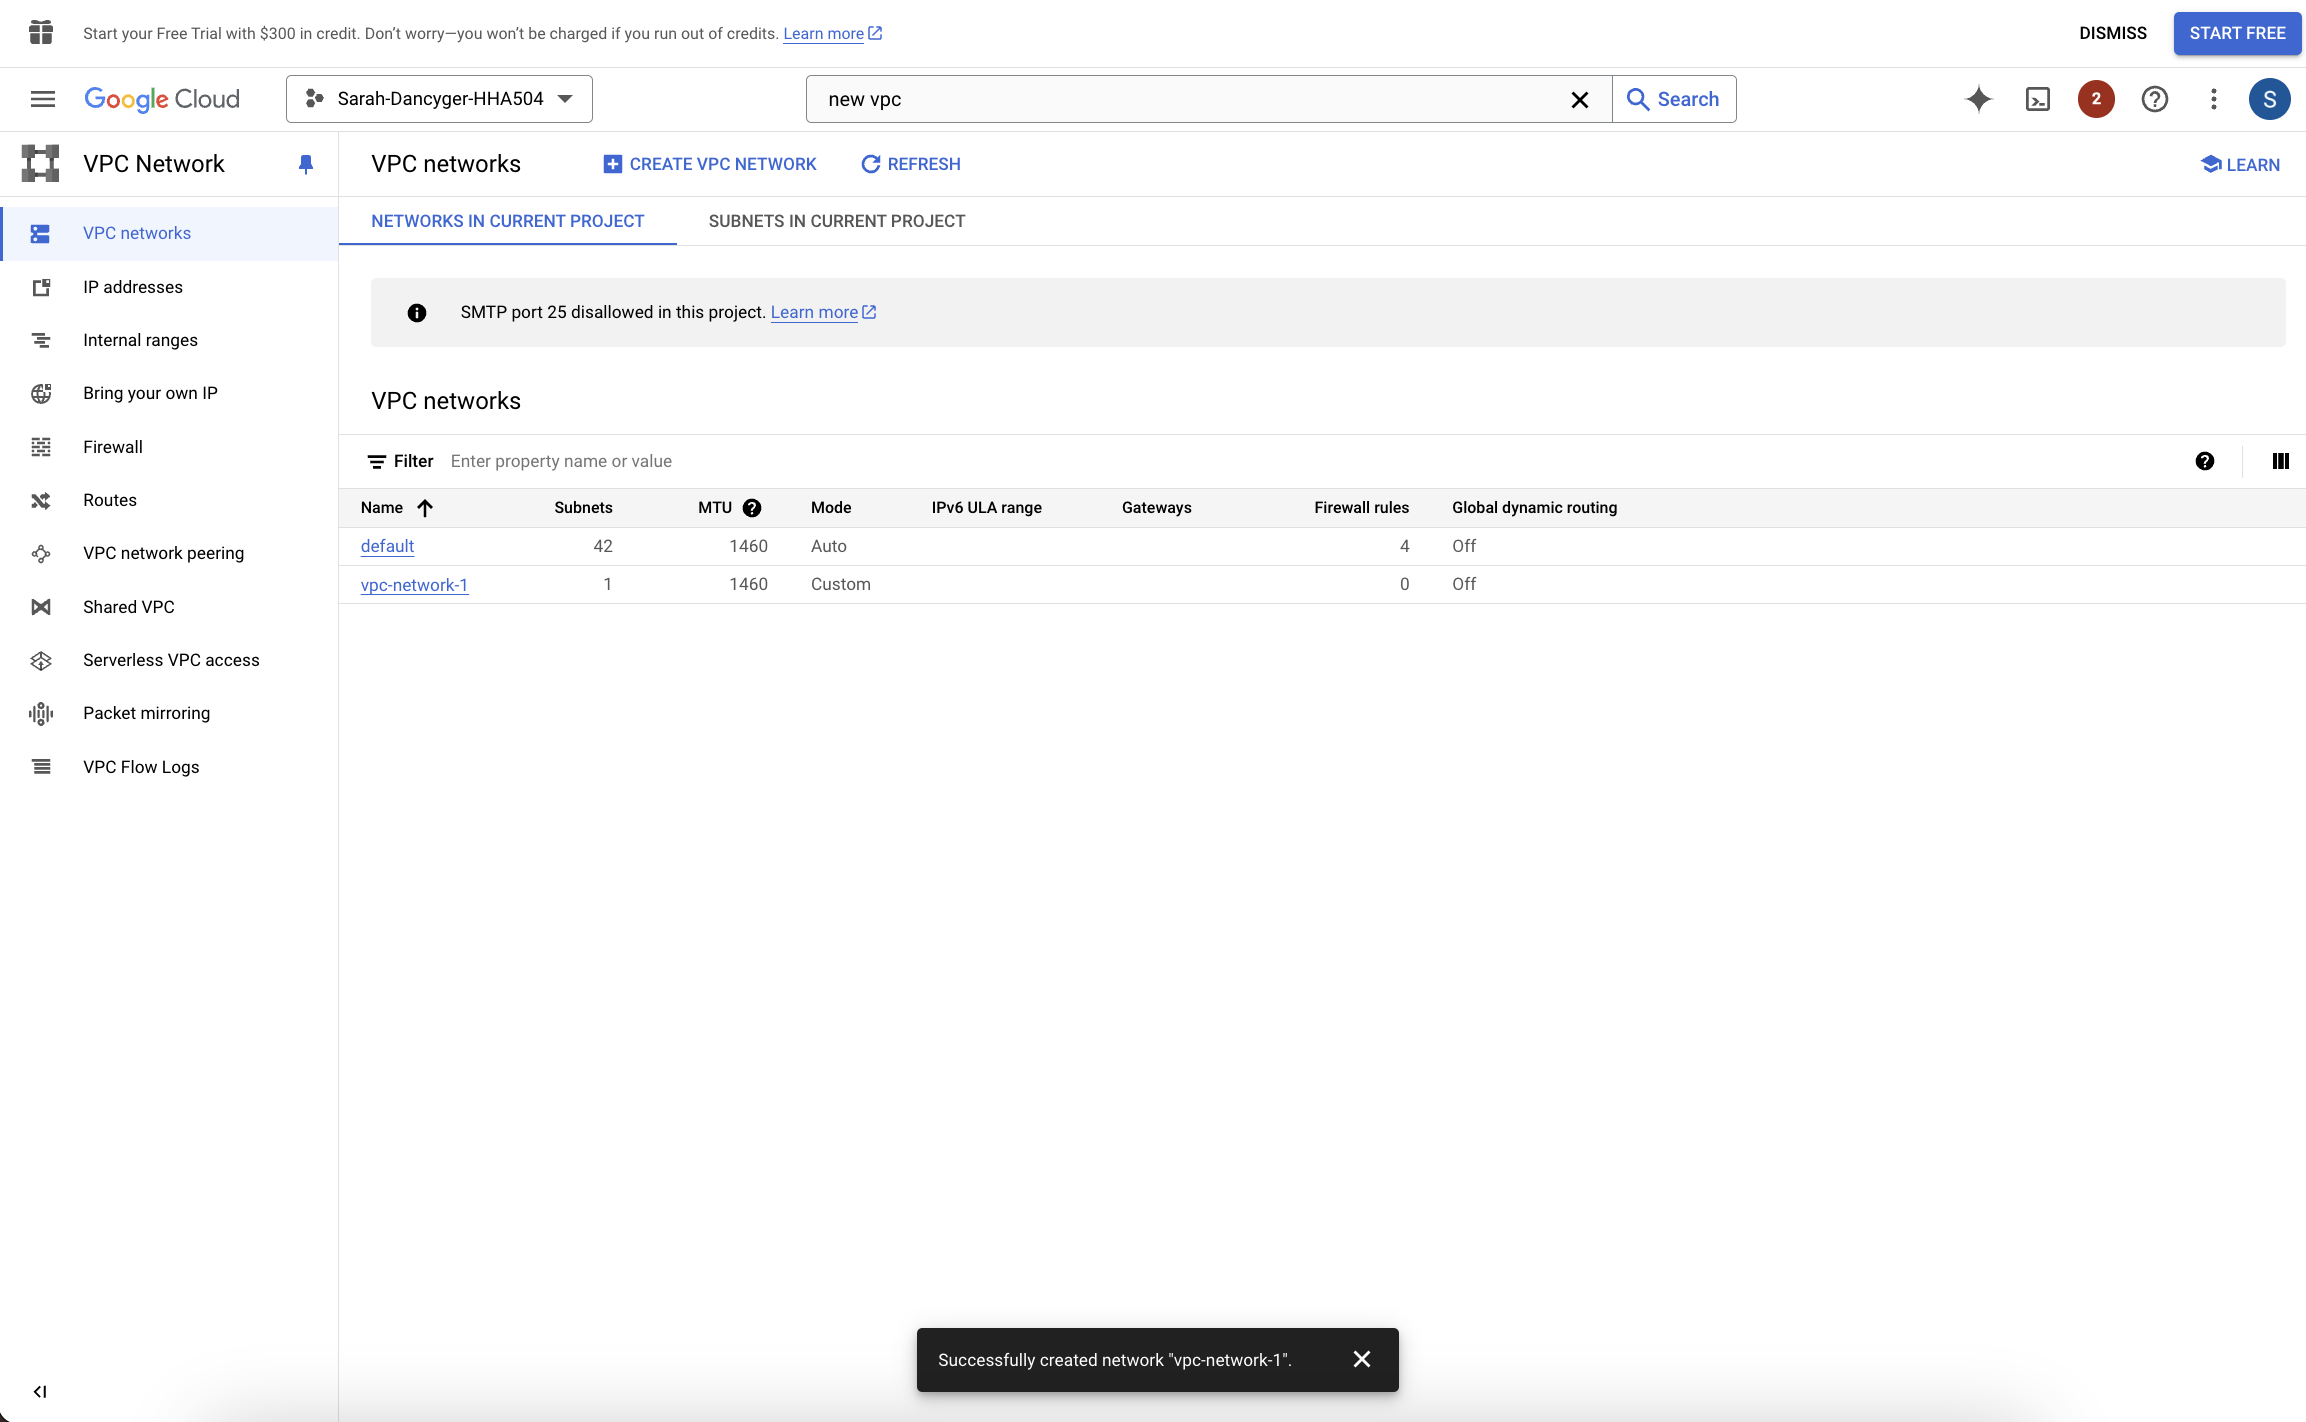 Start your Free Trial with $300 in credit. Don’t worry—you won’t be charged if you run out of credits. Learn more
DISMISS
START FREE
Google Cloud
Sarah-Dancyger-HHA504
new vpc
Search
2
S
VPC Network
VPC networks
CREATE VPC NETWORK
REFRESH
LEARN
VPC networks
IP addresses
Internal ranges
Bring your own IP
Firewall
Routes
VPC network peering
Shared VPC
Serverless VPC access
Packet mirroring
VPC Flow Logs
NETWORKS IN CURRENT PROJECT
SUBNETS IN CURRENT PROJECT
SMTP port 25 disallowed in this project. Learn more
VPC networks
Filter Enter property name or value
Name Subnets MTU Mode IPv6 ULA range Gateways Firewall rules Global dynamic routing
default 42 1460 Auto 4 Off
vpc-network-1 1 1460 Custom 0 Off
Successfully created network "vpc-network-1".